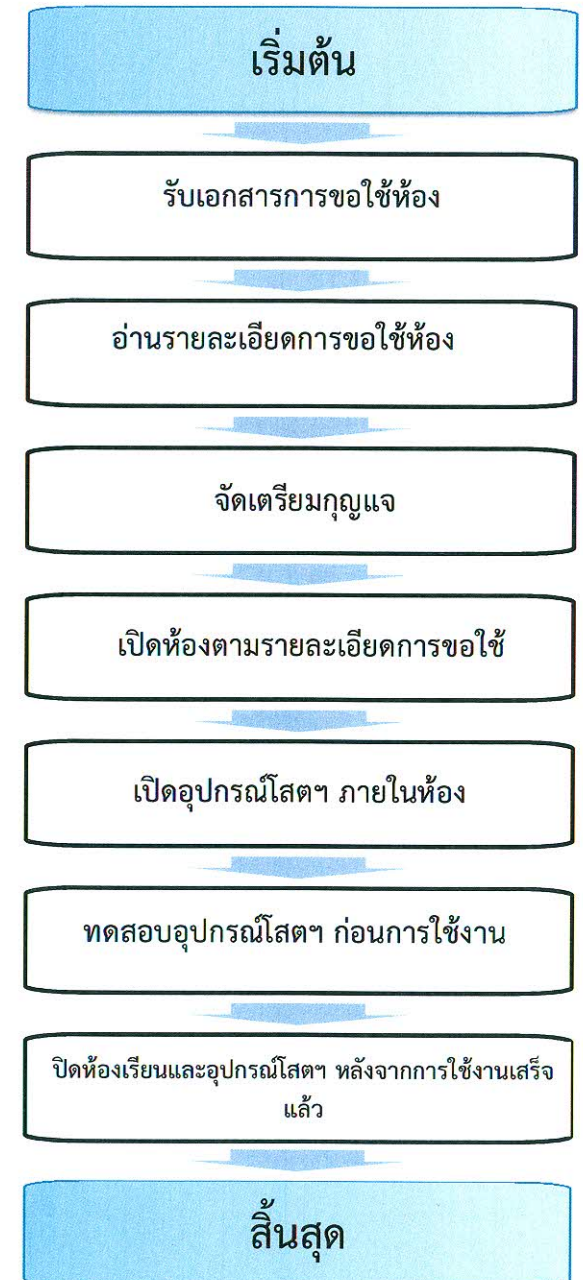 เริ่มต้น
รับเอกสารการขอใช้ห้อง
อ่านรายละเอียดการขอใช้ห้อง
จัดเตรียมกุญแจ
เปิดห้องตามรายละเอียดการขอใช้
เปิดอุปกรณ์โสตฯ ภายในห้อง
ทดสอบอุปกรณ์โสตฯ ก่อนการใช้งาน
ปิดห้องเรียนและอุปกรณ์โสตฯ หลังจากการใช้งานเสร็จ
แล้ว
สิ้นสุด